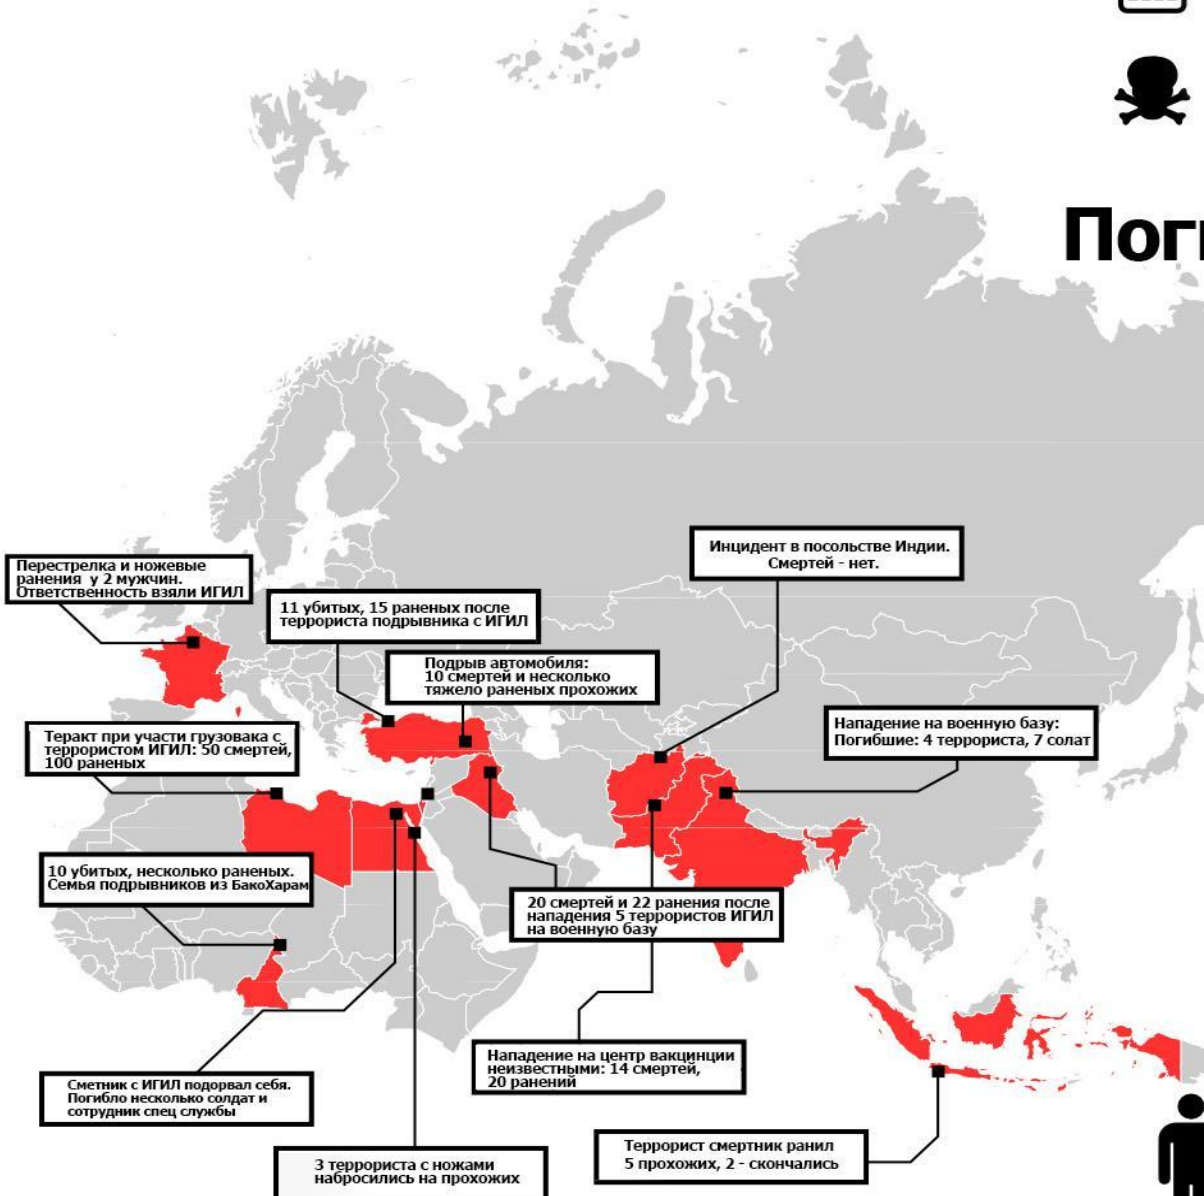 Поги
Перестрелка и ножевые
ранения у 2 мужчин.
Ответственность взяли ИГИЛ
11 убитых, 15 раненых после
террориста подрывника с ИГИЛ
Инцидент в посольстве Индии.
Смертей - нет.
Подрыв автомобиля:
10 смертей и несколько
тяжело раненых прохожих
Теракт при участи грузовака с
террористом ИГИЛ: 50 смертей,
100 раненых
Нападение на военную базу:
Погибшие: 4 террориста, 7 солат
10 убитых, несколько раненых.
Семья подрывников из БакоХарам
20 смертей и 22 ранения после
нападения 5 террористов ИГИЛ
на военную базу
Нападение на центр вакцинции
неизвестными: 14 смертей,
20 ранений
Сметник с ИГИЛ подорвал себя.
Погибло несколько солдат и
сотрудник спец службы
Террорист смертник ранил
5 прохожих, 2 - скончались
3 террориста с ножами
набросились на прохожих